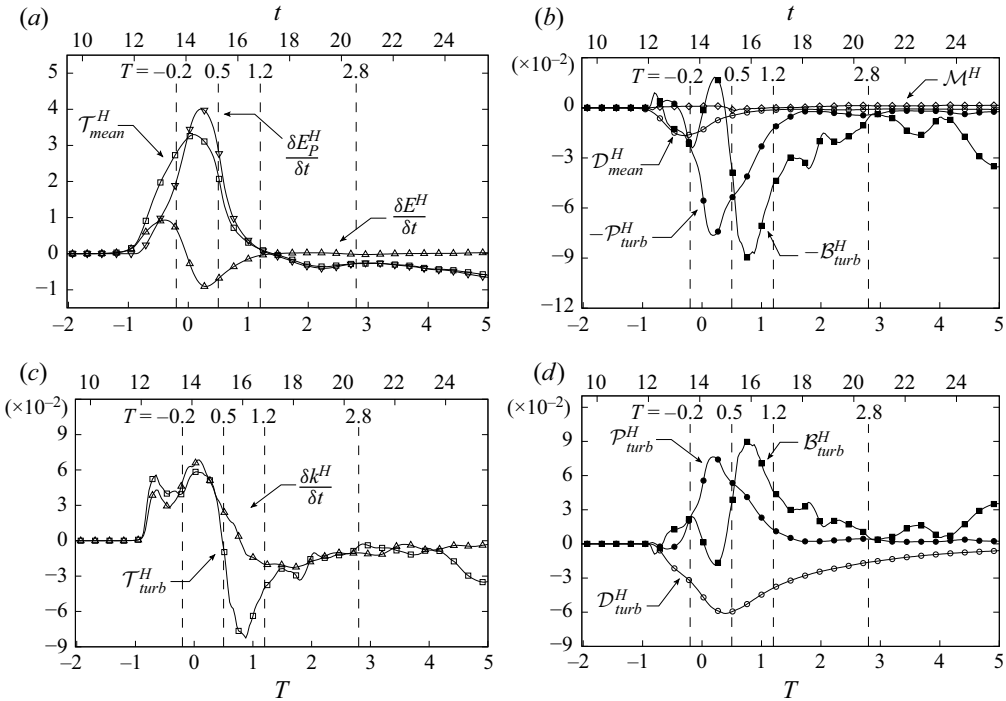 (a)
t
10 12 14 16 18 20 22 24
T = −0.2 0.5 1.2 2.8
5
4
3
2
1
0
−1
𝒯^H_mean
δE^H_P / δt
δE^H / δt
−2 −1 0 1 2 3 4 5
(b)
t
10 12 14 16 18 20 22 24
(×10^−2)
T = −0.2 0.5 1.2 2.8
0
−3
−6
−9
−12
ℳ^H
𝒟^H_mean
−𝒫^H_turb
−ℬ^H_turb
−2 −1 0 1 2 3 4 5
(c)
10 12 14 16 18 20 22 24
(×10^−2)
T = −0.2 0.5 1.2 2.8
9
6
3
0
−3
−6
−9
δk^H / δt
𝒯^H_turb
−2 −1 0 1 2 3 4 5
T
(d)
10 12 14 16 18 20 22 24
(×10^−2)
T = −0.2 0.5 1.2 2.8
9
6
3
0
−3
−6
−9
𝒫^H_turb
ℬ^H_turb
𝒟^H_turb
−2 −1 0 1 2 3 4 5
T